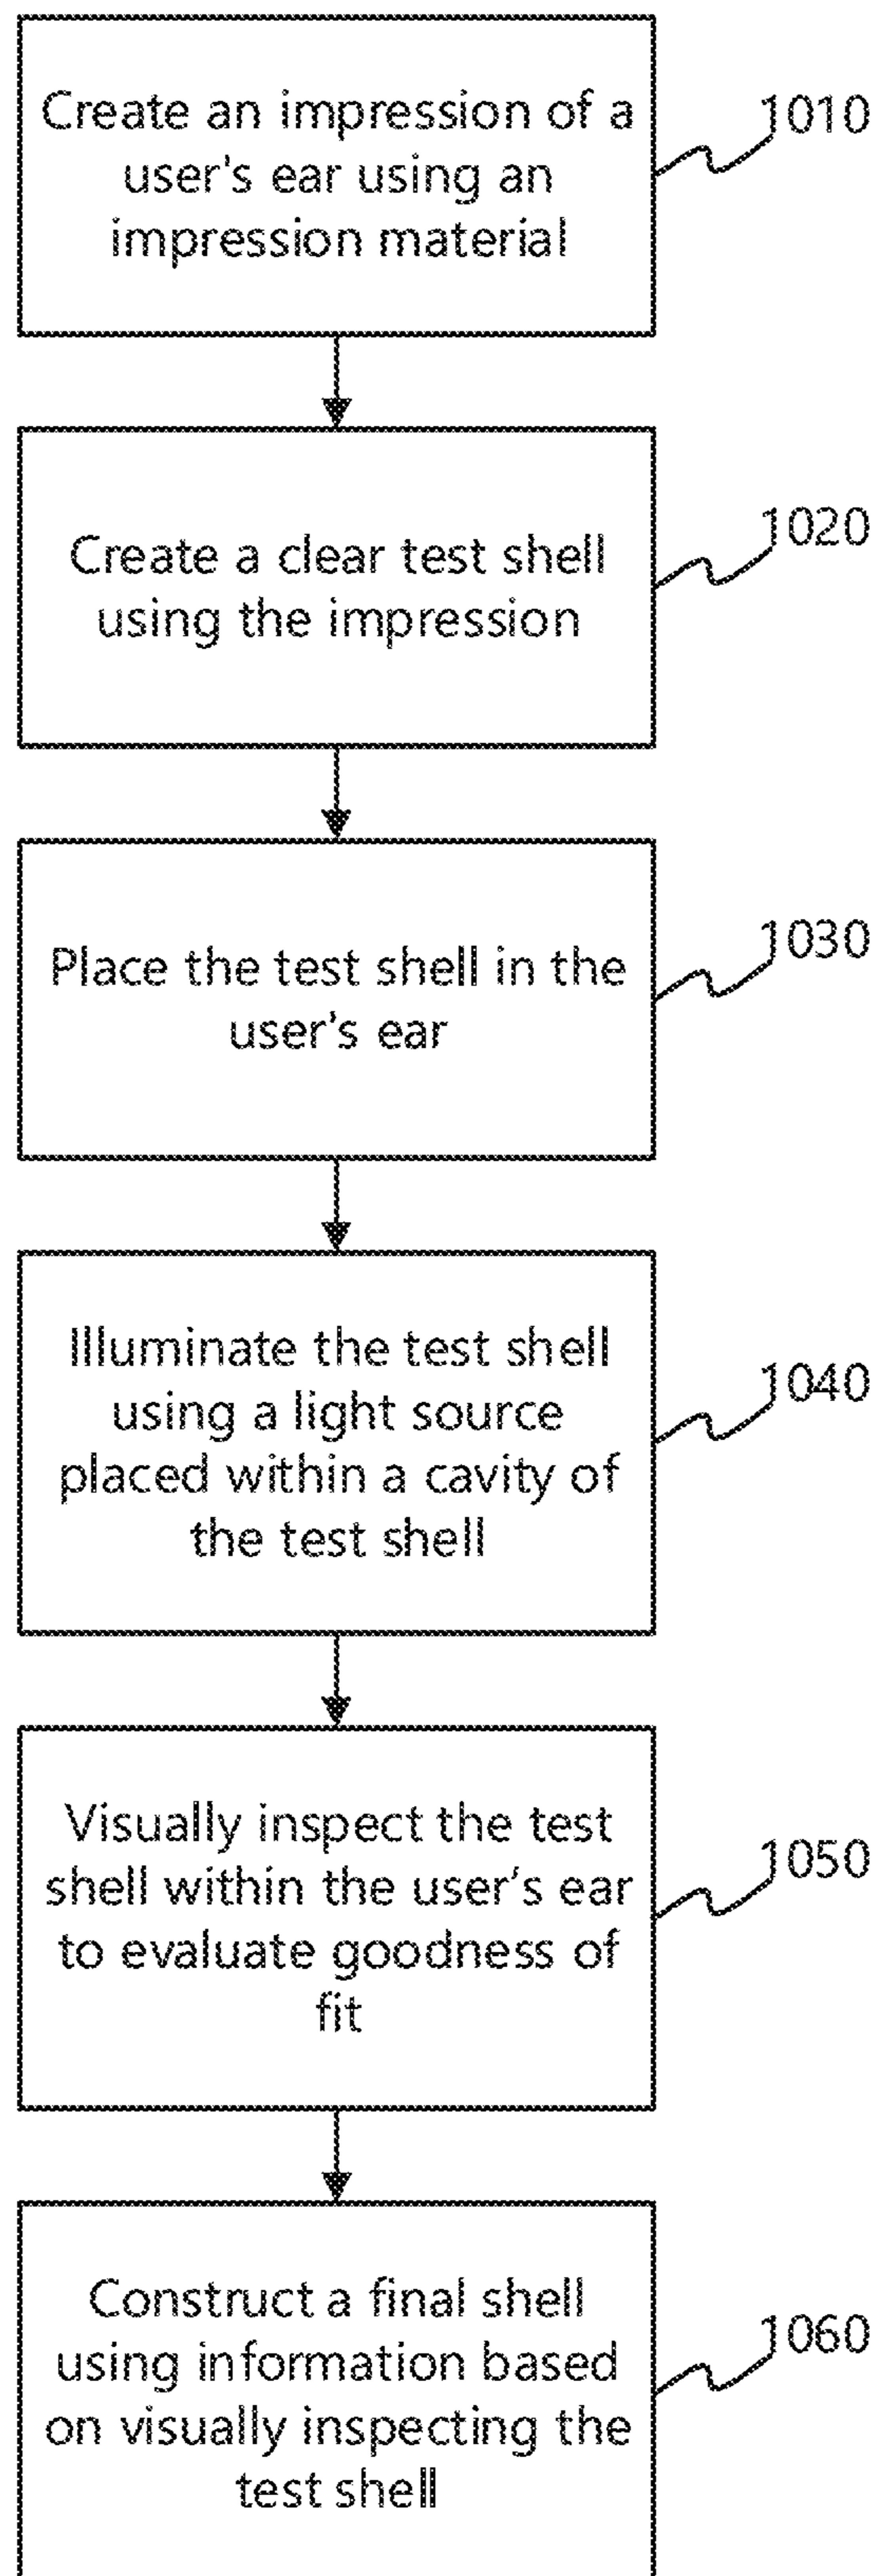 Create an impression of a
user's ear using an
impression material
1010
Create a clear test shell
using the impression
1020
Place the test shell in the
user's ear
1030
Illuminate the test shell
using a light source
placed within a cavity of
the test shell
1040
Visually inspect the test
shell within the user's ear
to evaluate goodness of
fit
1050
Construct a final shell
using information based
on visually inspecting the
test shell
1060